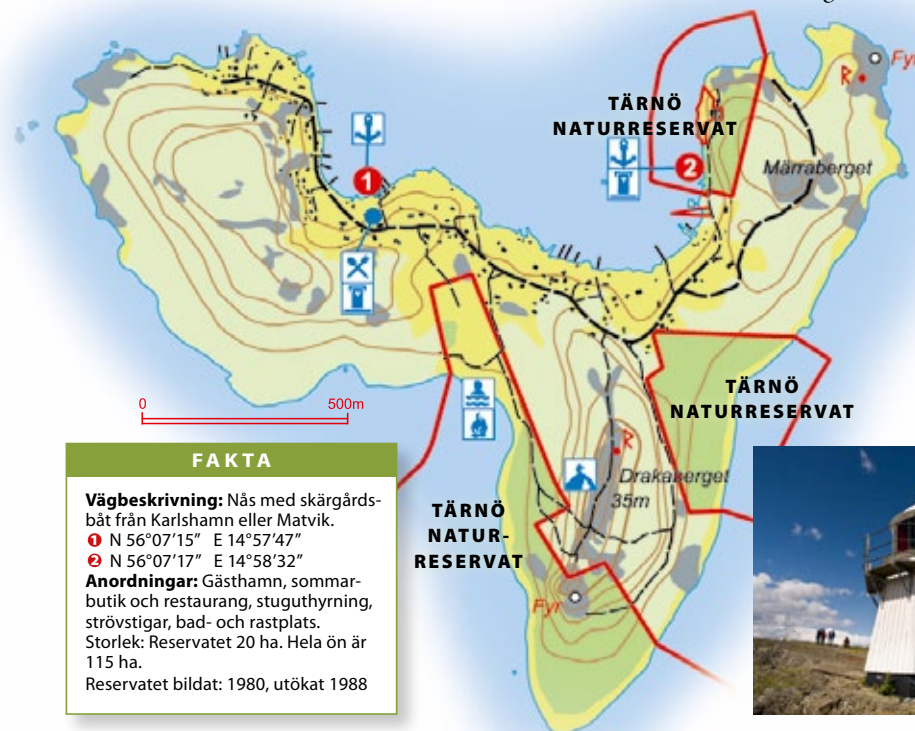 TÄRNÖ
NATURRESERVAT
Fyr
R
2
Märraberget
1
TÄRNÖ
NATURRESERVAT
0 500m
R
Drakaberget
35m
TÄRNÖ
NATUR-
RESERVAT
Fyr
FAKTA
Vägbeskrivning: Nås med skärgårds-
båt från Karlshamn eller Matvik.
1 N 56°07’15” E 14°57’47”
2 N 56°07’17” E 14°58’32”
Anordningar: Gästhamn, sommar-
butik och restaurang, stuguthyrning,
strövstigar, bad- och rastplats.
Storlek: Reservatet 20 ha. Hela ön är
115 ha.
Reservatet bildat: 1980, utökat 1988